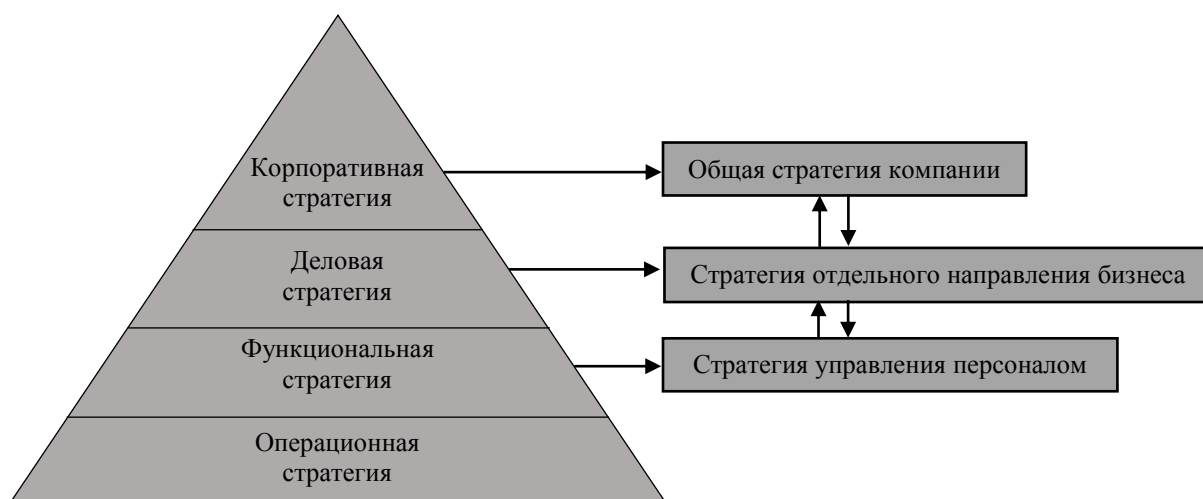 Корпоративная
стратегия
Общая стратегия компании
Деловая
стратегия
Стратегия отдельного направления бизнеса
Функциональная
стратегия
Стратегия управления персоналом
Операционная
стратегия